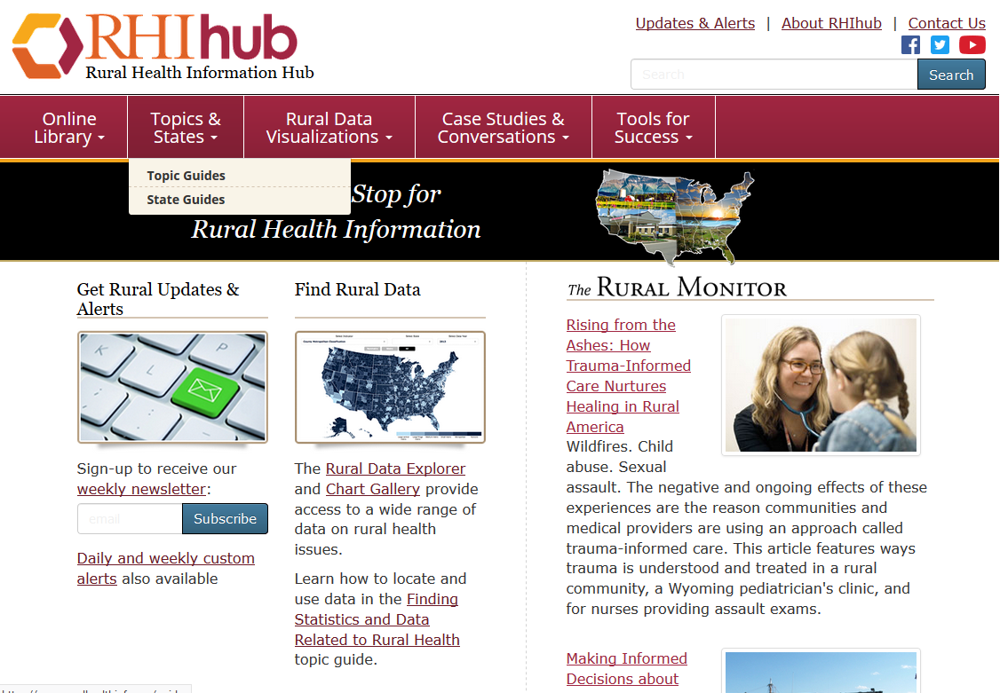 RHIhub
Rural Health Information Hub
Updates & Alerts | About RHIhub | Contact Us
Search
Search
Online
Library
Topics &
States
Rural Data
Visualizations
Case Studies &
Conversations
Tools for
Success
Topic Guides
State Guides
Stop for
Rural Health Information
Get Rural Updates &
Alerts
K
P
L
Sign-up to receive our
weekly newsletter:
email
Subscribe
Daily and weekly custom
alerts also available
Find Rural Data
The Rural Data Explorer
and Chart Gallery provide
access to a wide range of
data on rural health
issues.
Learn how to locate and
use data in the Finding
Statistics and Data
Related to Rural Health
topic guide.
The RURAL MONITOR
Rising from the
Ashes: How
Trauma-Informed
Care Nurtures
Healing in Rural
America
Wildfires. Child
abuse. Sexual
assault. The negative and ongoing effects of these
experiences are the reason communities and
medical providers are using an approach called
trauma-informed care. This article features ways
trauma is understood and treated in a rural
community, a Wyoming pediatrician's clinic, and
for nurses providing assault exams.
Making Informed
Decisions about